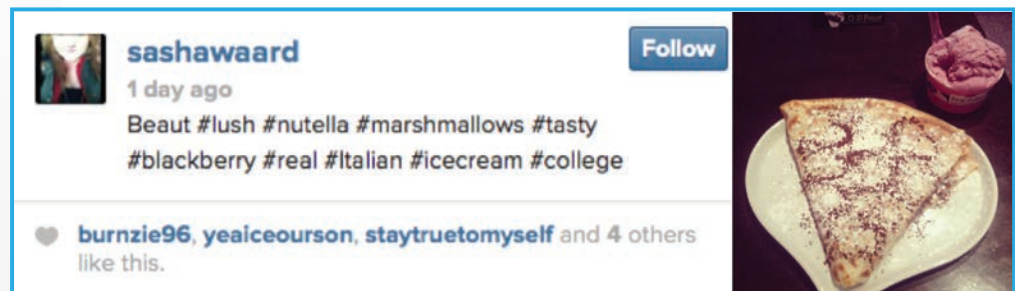 sashawaard
Follow
1 day ago
Beaut #lush #nutella #marshmallows #tasty
#blackberry #real #Italian #icecream #college
burnzie96, yeaiceourson, staytruetomyself and 4 others
like this.